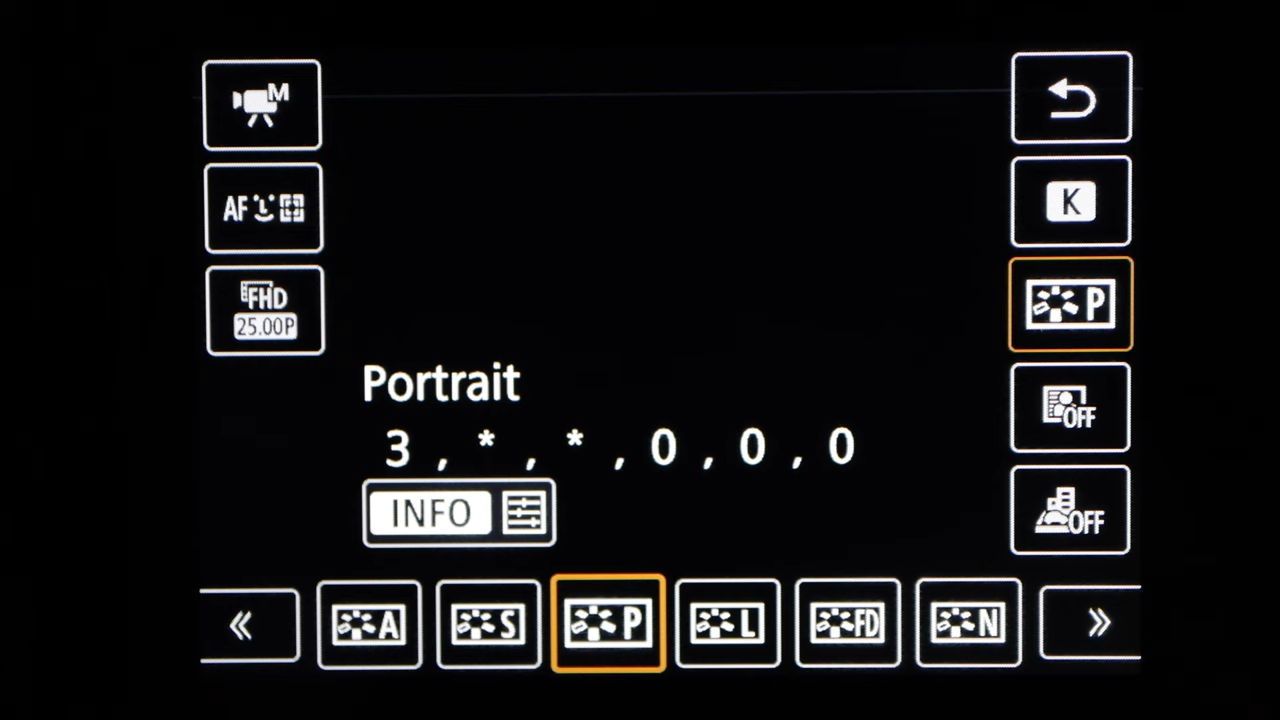 M
AF L
K
FHD
25.00P
P
Portrait
3 , * , * , 0 , 0 , 0
OFF
INFO
OFF
A S P L FD N